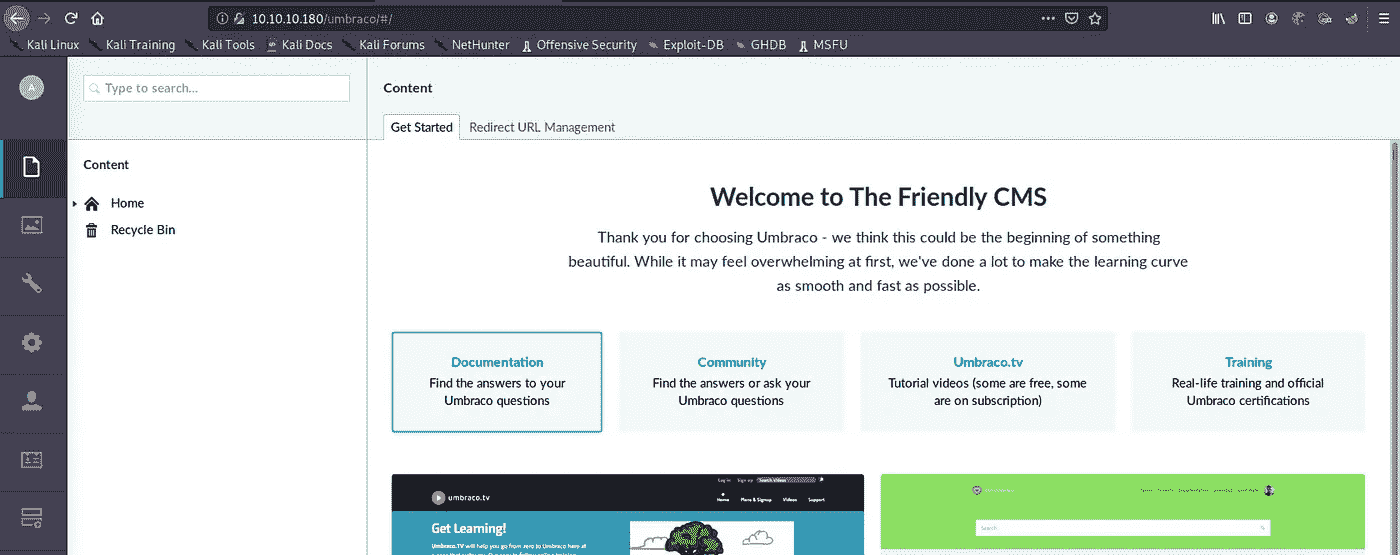 10.10.10.180/umbraco/#/
Kali Linux Kali Training Kali Tools Kali Docs Kali Forums NetHunter Offensive Security Exploit-DB GHDB MSFU
A
Type to search...
Content
Get Started Redirect URL Management
Content
Home
Recycle Bin
Welcome to The Friendly CMS
Thank you for choosing Umbraco - we think this could be the beginning of something
beautiful. While it may feel overwhelming at first, we've done a lot to make the learning curve
as smooth and fast as possible.
Documentation
Find the answers to your
Umbraco questions
Community
Find the answers or ask your
Umbraco questions
Umbraco.tv
Tutorial videos (some are free, some
are on subscription)
Training
Real-life training and official
Umbraco certifications
Log in Sign up Search Videos
umbraco.tv
Home Plans & Signup Videos Support
Get Learning!
Umbraco.TV will help you go from zero to Umbraco hero at
Search